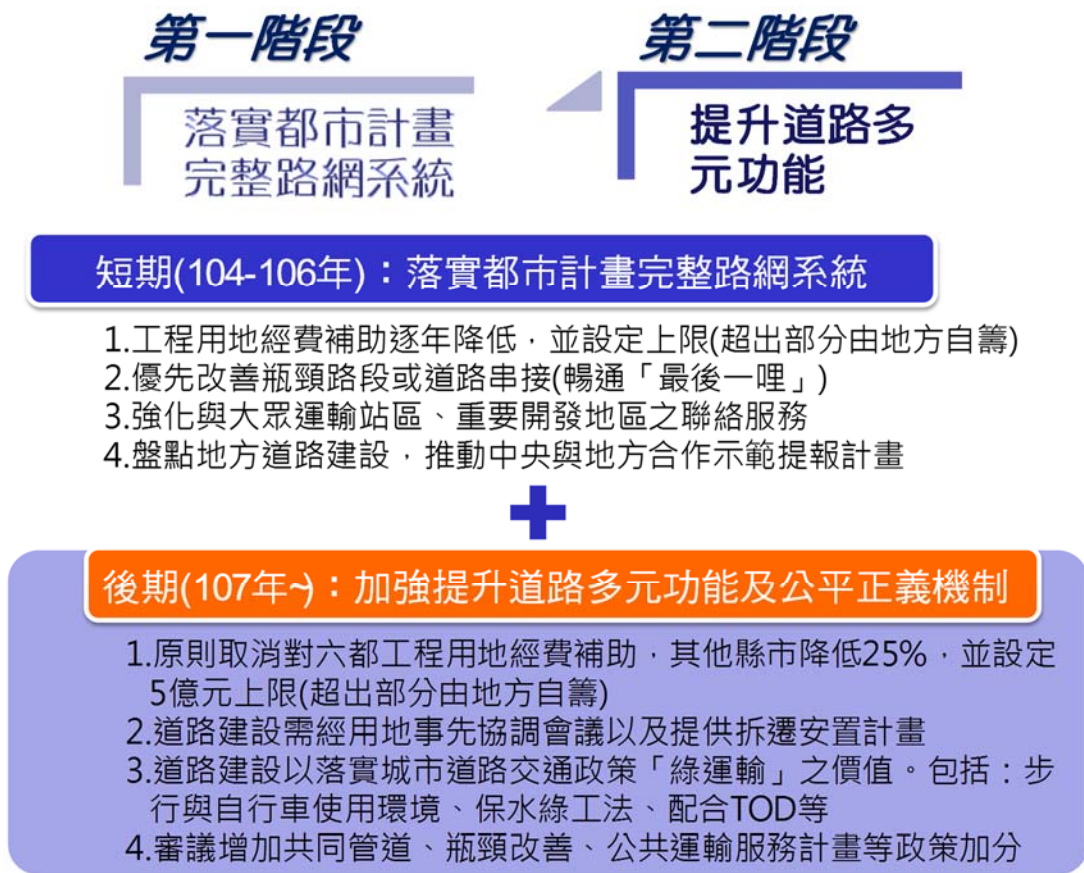 第一階段
落實都市計畫
完整路網系統
第二階段
提升道路多
元功能
短期(104-106年)：落實都市計畫完整路網系統
1.工程用地經費補助逐年降低，並設定上限(超出部分由地方自籌)
2.優先改善瓶頸路段或道路串接(暢通「最後一哩」)
3.強化與大眾運輸站區、重要開發地區之聯絡服務
4.盤點地方道路建設，推動中央與地方合作示範提報計畫
後期(107年~)：加強提升道路多元功能及公平正義機制
1.原則取消對六都工程用地經費補助，其他縣市降低25%，並設定
5億元上限(超出部分由地方自籌)
2.道路建設需經用地事先協調會議以及提供拆遷安置計畫
3.道路建設以落實城市道路交通政策「綠運輸」之價值。包括：步
行與自行車使用環境、保水綠工法、配合TOD等
4.審議增加共同管道、瓶頸改善、公共運輸服務計畫等政策加分